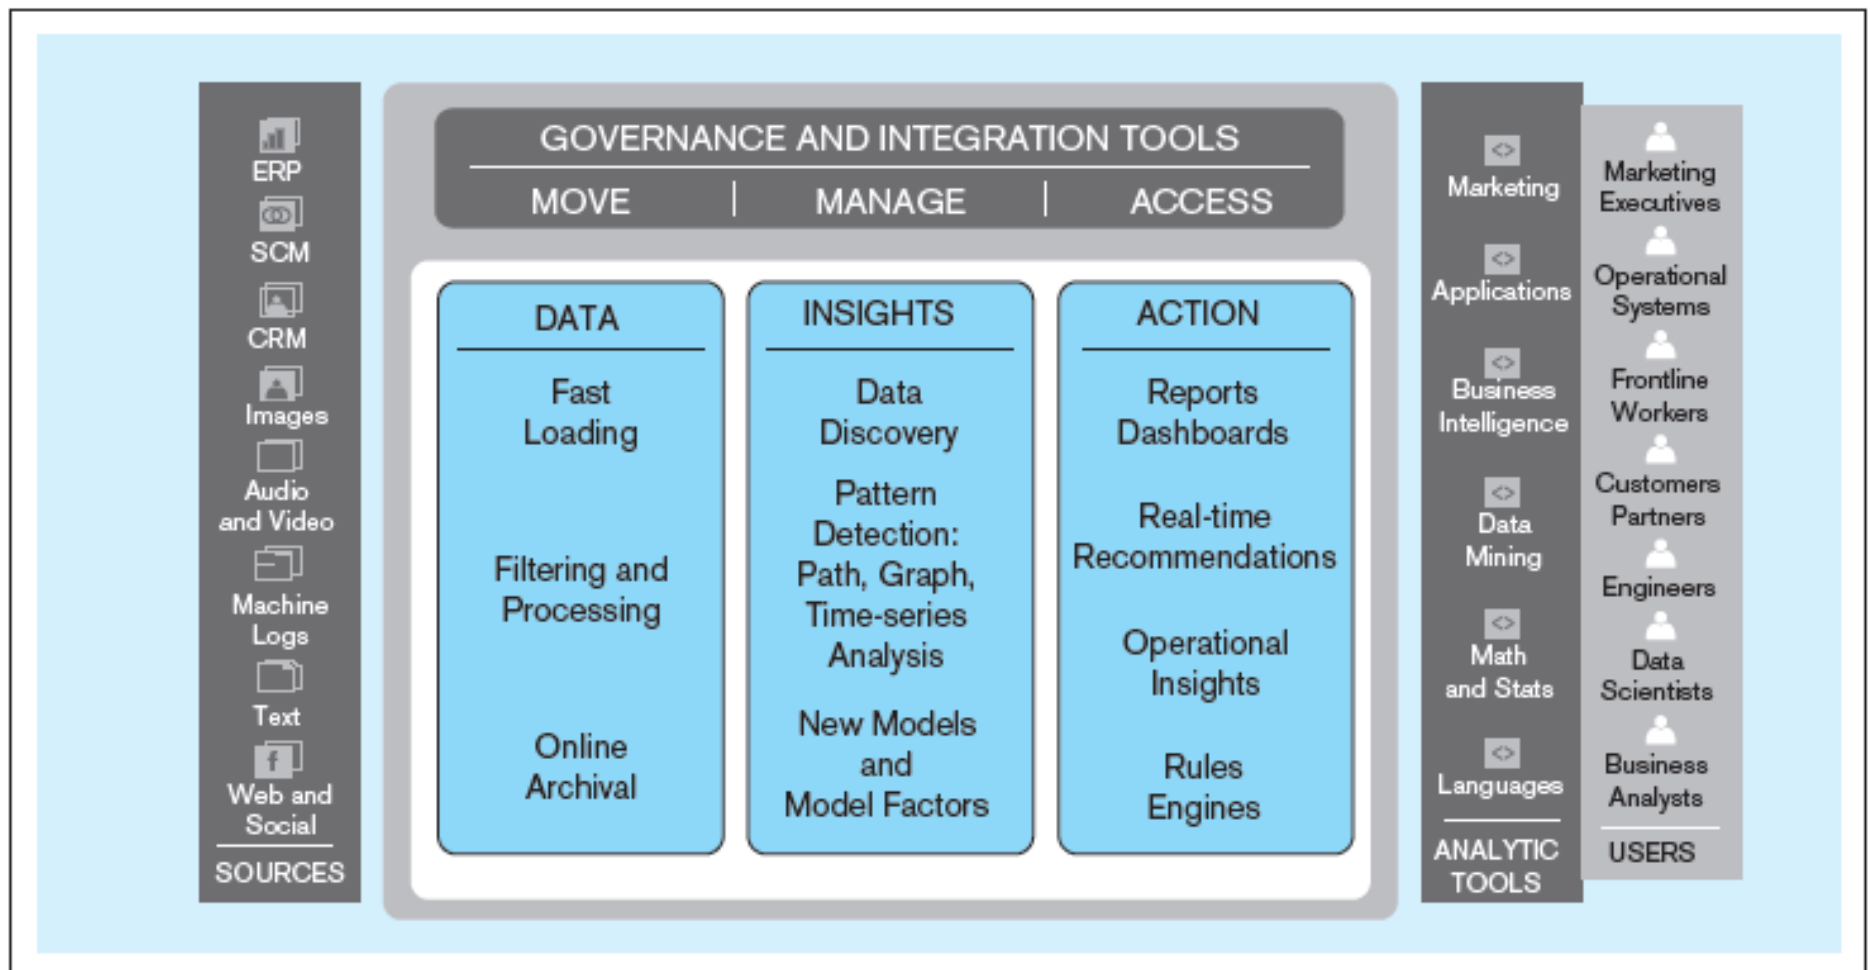 ERP
SCM
CRM
Images
Audio
and Video
Machine
Logs
Text
Web and
Social
SOURCES
GOVERNANCE AND INTEGRATION TOOLS
MOVE
MANAGE
ACCESS
DATA
Fast
Loading
Filtering and
Processing
Online
Archival
INSIGHTS
Data
Discovery
Pattern
Detection:
Path, Graph,
Time-series
Analysis
New Models
and
Model Factors
ACTION
Reports
Dashboards
Real-time
Recommendations
Operational
Insights
Rules
Engines
Marketing
Applications
Business
Intelligence
Data
Mining
Math
and Stats
Languages
ANALYTIC
TOOLS
Marketing
Executives
Operational
Systems
Frontline
Workers
Customers
Partners
Engineers
Data
Scientists
Business
Analysts
USERS